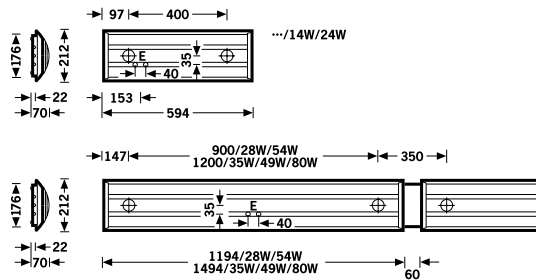 97 400 …/14W/24W
176 212 E 35
40
22
153
70 594
900/28W/54W
147 350
1200/35W/49W/80W
176 212 E 35
40
22
1194/28W/54W
70
1494/35W/49W/80W 60